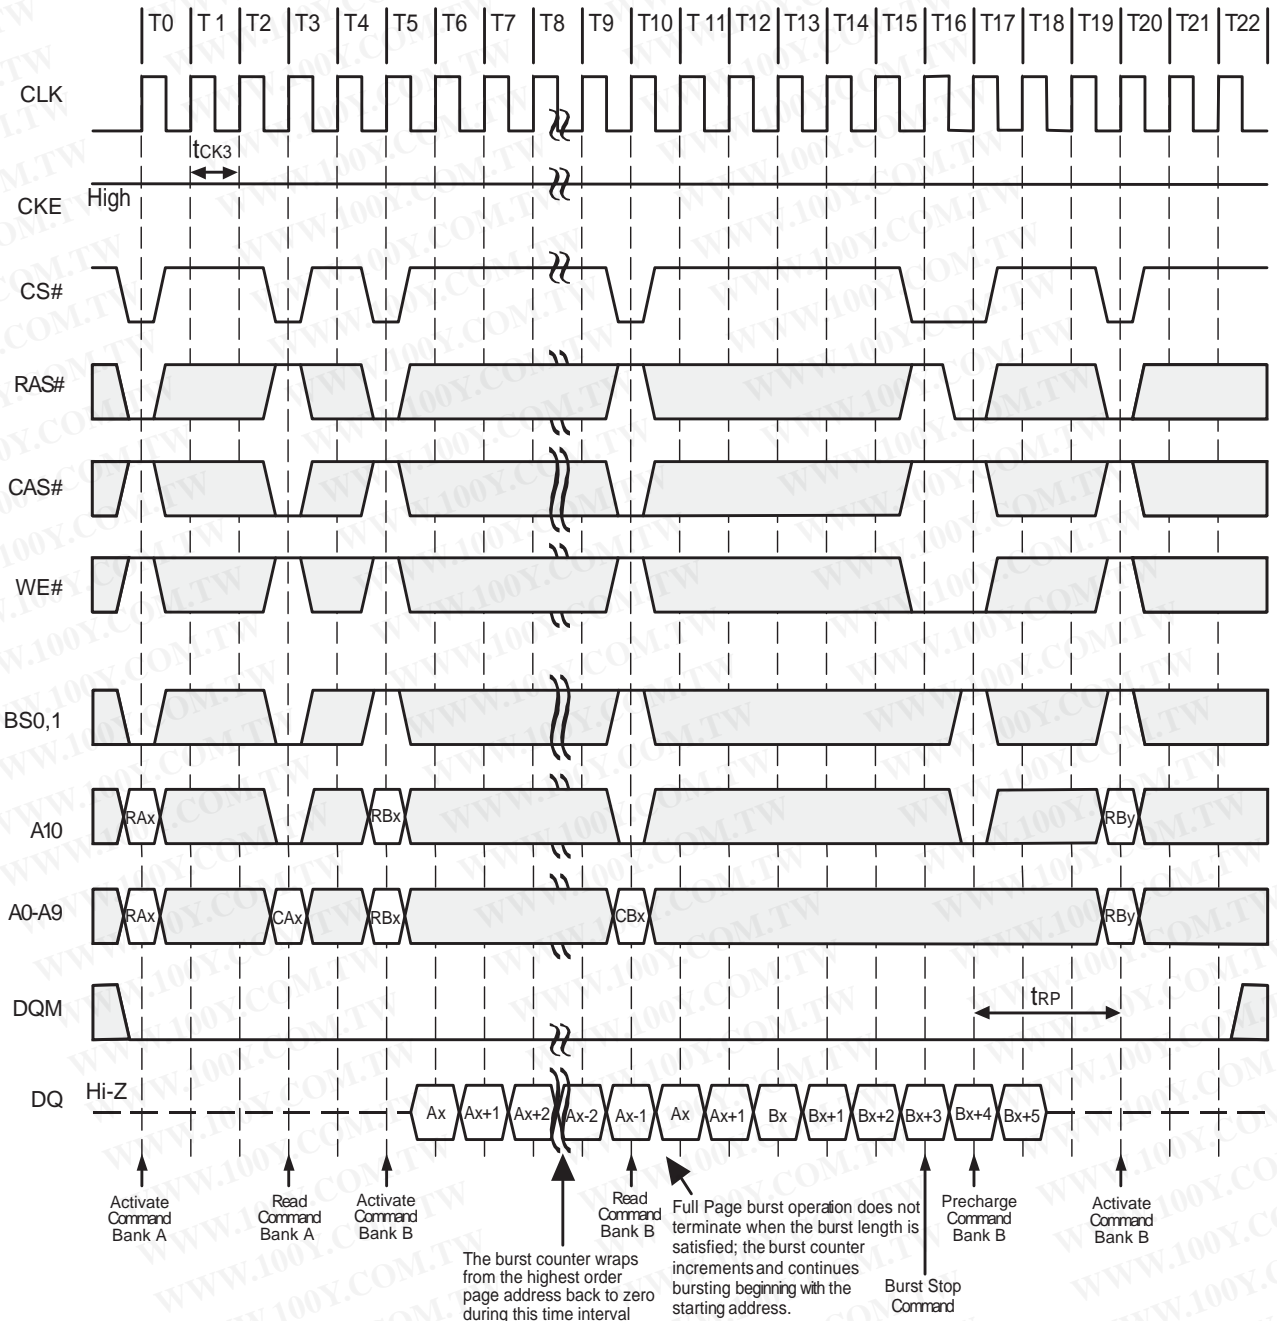 T0 T 1 T2 T3 T4 T5 T6 T7 T8 T9 T10 T 11 T12 T13 T14 T15 T16 T17 T18 T19 T20 T21 T22
CLK
tCK3
CKE High
CS#
RAS#
CAS#
WE#
BS0,1
A10 RAx RBx RBy
A0-A9 RAx CAx RBx CBx RBy
DQM tRP
DQ Hi-Z Ax Ax+1 Ax+2 Ax-2 Ax-1 Ax Ax+1 Bx Bx+1 Bx+2 Bx+3 Bx+4 Bx+5
Activate
Command
Bank A
Read
Command
Bank A
Activate
Command
Bank B
The burst counter wraps
from the highest order
page address back to zero
during this time interval
Read
Command
Bank B
Full Page burst operation does not
terminate when the burst length is
satisfied; the burst counter
increments and continues
bursting beginning with the
starting address.
Burst Stop
Command
Precharge
Command
Bank B
Activate
Command
Bank B
WWW.100Y.COM.TW